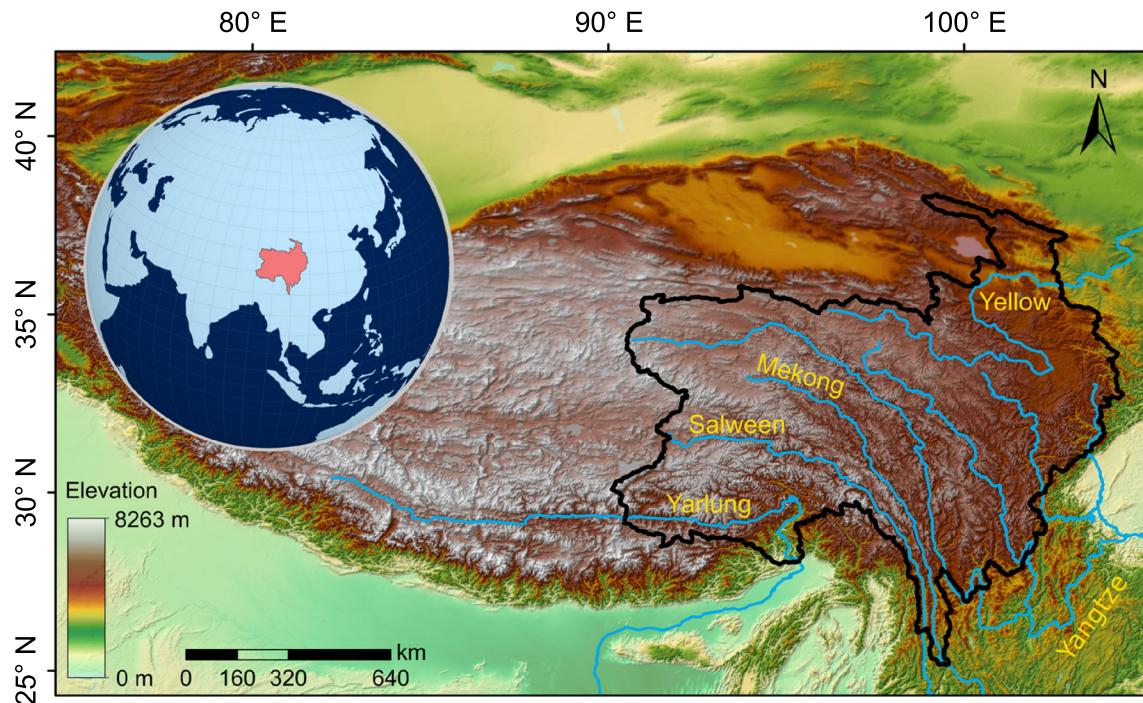 80° E
90° E
100° E
N
40° N
35° N
30° N
25° N
Yellow
Mekong
Salween
Yarlung
Yangtze
Elevation
8263 m
0 m
km
0
160
320
640